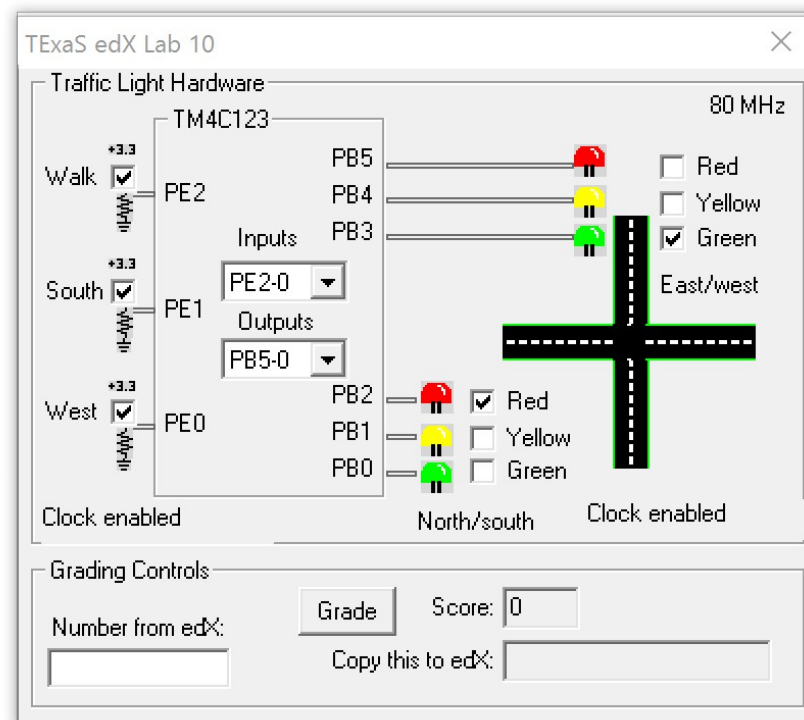 TExaS edX Lab 10
Traffic Light Hardware
80 MHz
TM4C123
+3.3
Walk
PE2
PB5
Red
PB4
Yellow
Inputs
PB3
Green
PE2-0
East/west
+3.3
South
PE1
Outputs
PB5-0
+3.3
West
PE0
PB2
Red
PB1
Yellow
PB0
Green
Clock enabled
North/south
Clock enabled
Grading Controls
Number from edX:
Grade
Score: 0
Copy this to edX: